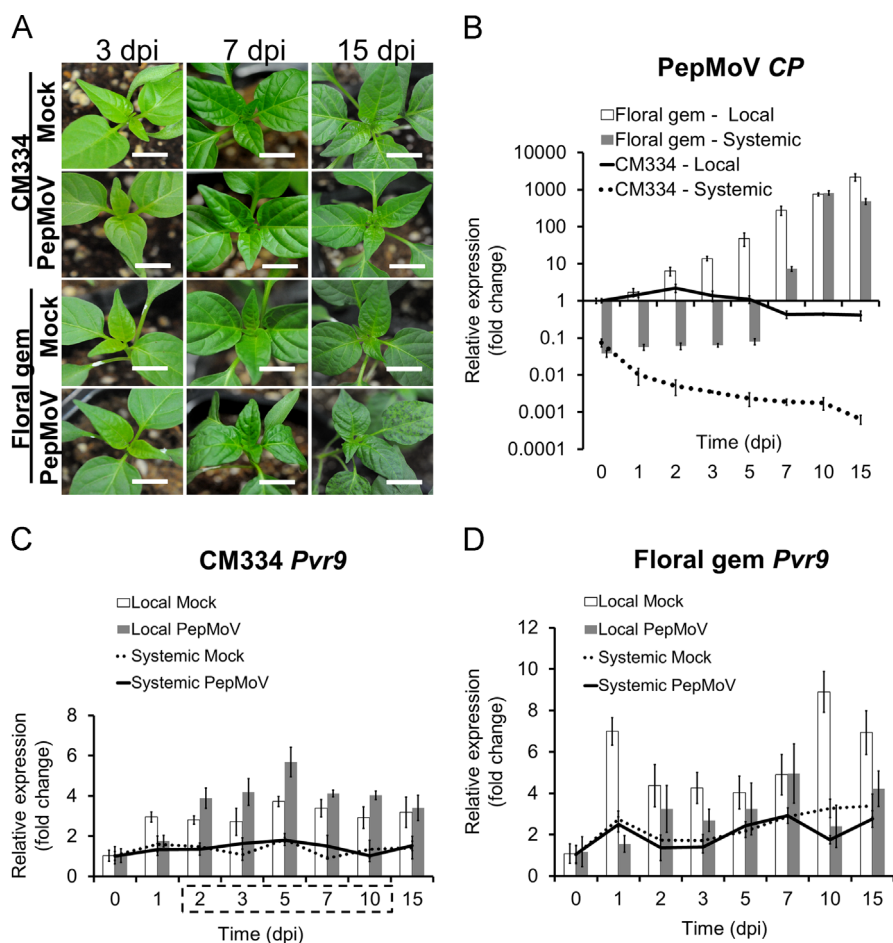 A
3 dpi
7 dpi
15 dpi
CM334
Mock
PepMoV
Floral gem
Mock
PepMoV
B
PepMoV CP
Floral gem - Local
Floral gem - Systemic
CM334 - Local
CM334 - Systemic
Relative expression
(fold change)
10000
1000
100
10
1
0.1
0.01
0.001
0.0001
Time (dpi)
0 1 2 3 5 7 10 15
C
CM334 Pvr9
Local Mock
Local PepMoV
Systemic Mock
Systemic PepMoV
Relative expression
(fold change)
8
6
4
2
0
0 1 2 3 5 7 10 15
Time (dpi)
D
Floral gem Pvr9
Local Mock
Local PepMoV
Systemic Mock
Systemic PepMoV
Relative expression
(fold change)
12
10
8
6
4
2
0
0 1 2 3 5 7 10 15
Time (dpi)